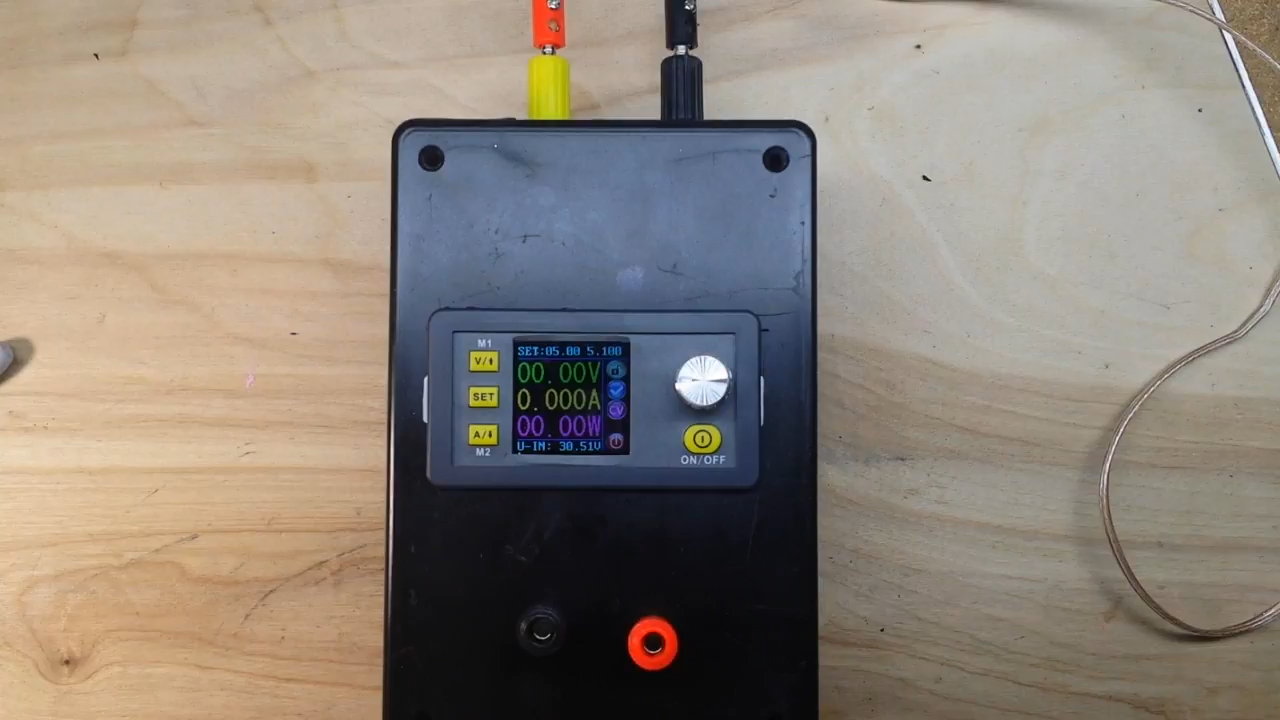 M1
V/⬆
SET
A/⬇
M2
SET:05.00 5.100
00.00V
0.000A
00.00W
U-IN: 30.51V
CV
ON/OFF